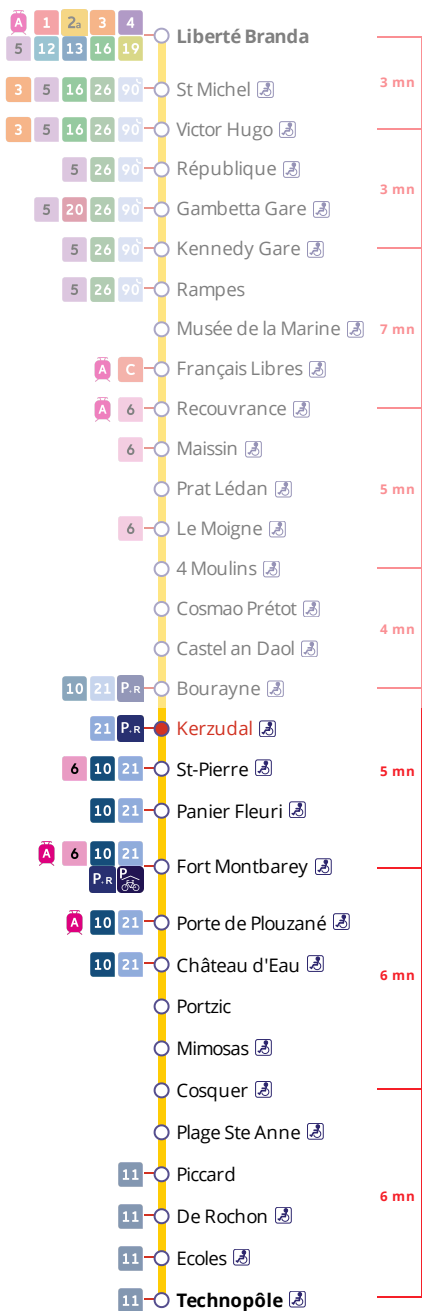 A 1 2a 3 4
5 12 13 16 19
Liberté Branda
3 mn
3 5 16 26 90
St Michel
3 5 16 26 90
Victor Hugo
5 26 90
République
3 mn
5 20 26 90
Gambetta Gare
5 26 90
Kennedy Gare
5 26 90
Rampes
Musée de la Marine
7 mn
A C
Français Libres
A 6
Recouvrance
6
Maissin
Prat Lédan
5 mn
6
Le Moigne
4 Moulins
Cosmao Prétot
4 mn
Castel an Daol
10 21 P.R
Bourayne
21 P.R
Kerzudal
6 10 21
St-Pierre
5 mn
10 21
Panier Fleuri
A 6 10 21
P.R P
Fort Montbarey
A 10 21
Porte de Plouzané
10 21
Château d'Eau
6 mn
Portzic
Mimosas
Cosquer
Plage Ste Anne
11
Piccard
6 mn
11
De Rochon
11
Ecoles
11
Technopôle